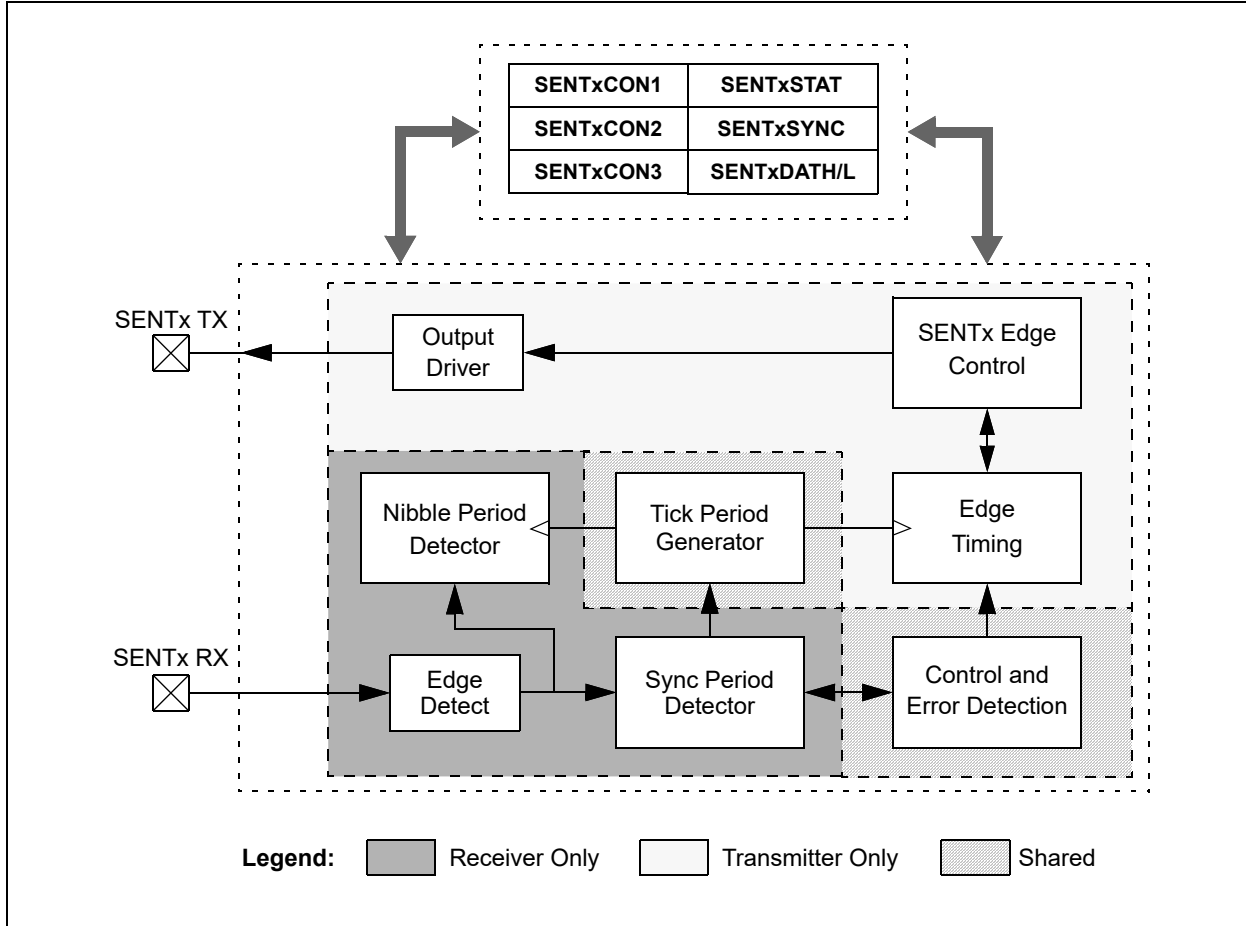 SENTxCON1
SENTxSTAT
SENTxCON2
SENTxSYNC
SENTxCON3
SENTxDATH/L
SENTx TX
Output
Driver
SENTx Edge
Control
Nibble Period
Detector
Tick Period
Generator
Edge
Timing
SENTx RX
Edge
Detect
Sync Period
Detector
Control and
Error Detection
Legend:
Receiver Only
Transmitter Only
Shared